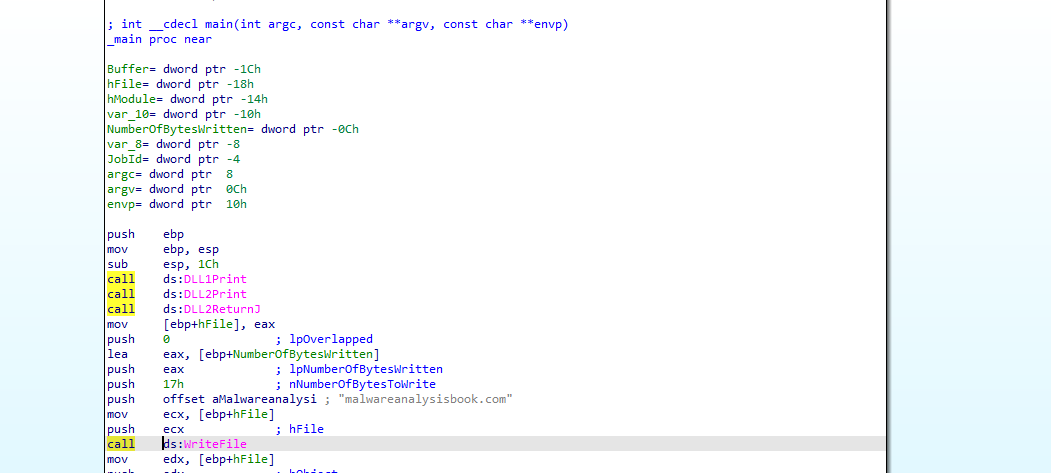 ; int __cdecl main(int argc, const char **argv, const char **envp)
_main proc near
Buffer= dword ptr -1Ch
hFile= dword ptr -18h
hModule= dword ptr -14h
var_10= dword ptr -10h
NumberOfBytesWritten= dword ptr -0Ch
var_8= dword ptr -8
JobId= dword ptr -4
argc= dword ptr  8
argv= dword ptr  0Ch
envp= dword ptr  10h
push    ebp
mov     ebp, esp
sub     esp, 1Ch
call    ds:DLL1Print
call    ds:DLL2Print
call    ds:DLL2ReturnJ
mov     [ebp+hFile], eax
push    0               ; lpOverlapped
lea     eax, [ebp+NumberOfBytesWritten]
push    eax             ; lpNumberOfBytesWritten
push    17h             ; nNumberOfBytesToWrite
push    offset aMalwareanalysi ; "malwareanalysisbook.com"
mov     ecx, [ebp+hFile]
push    ecx             ; hFile
call    ds:WriteFile
mov     edx, [ebp+hFile]
push    edx             ; hObject